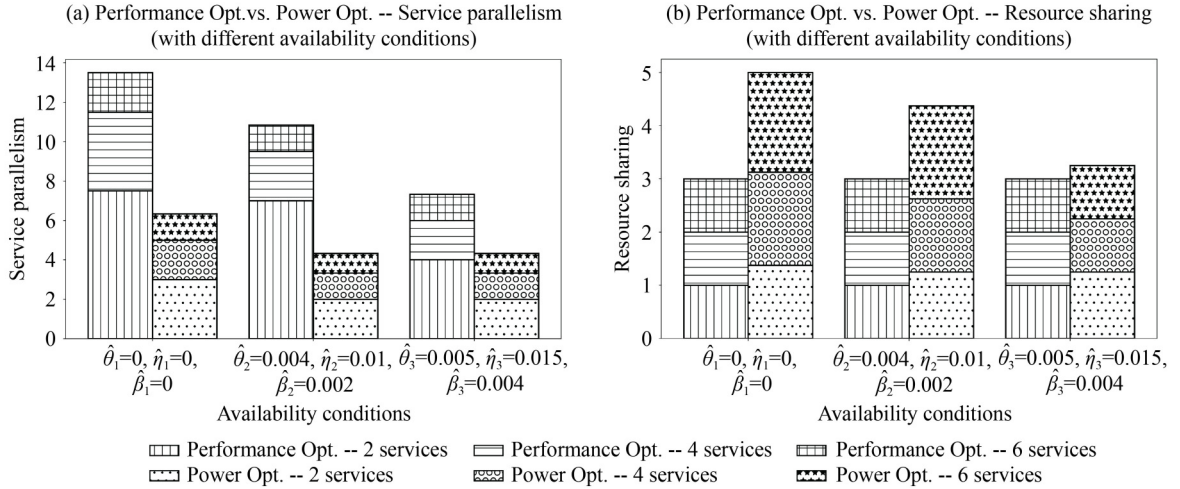 (a) Performance Opt.vs. Power Opt. -- Service parallelism
(with different availability conditions)
14
12
10
8
6
4
2
0
Service parallelism
θ̂₁=0, η̂₁=0,
β̂₁=0
θ̂₂=0.004, η̂₂=0.01,
β̂₂=0.002
θ̂₃=0.005, η̂₃=0.015,
β̂₃=0.004
Availability conditions
(b) Performance Opt. vs. Power Opt. -- Resource sharing
(with different availability conditions)
5
4
3
2
1
0
Resource sharing
θ̂₁=0, η̂₁=0,
β̂₁=0
θ̂₂=0.004, η̂₂=0.01,
β̂₂=0.002
θ̂₃=0.005, η̂₃=0.015,
β̂₃=0.004
Availability conditions
Performance Opt. -- 2 services
Performance Opt. -- 4 services
Performance Opt. -- 6 services
Power Opt. -- 2 services
Power Opt. -- 4 services
Power Opt. -- 6 services